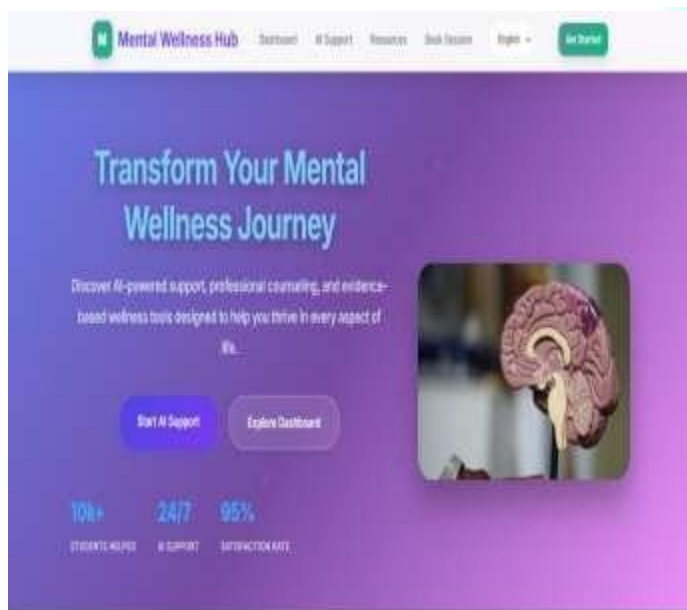 M Mental Wellness Hub Dashboard AI Support Resources Book Session English Get Started
Transform Your Mental
Wellness Journey
Discover AI-powered support, professional counseling, and evidence-
based wellness tools designed to help you thrive in every aspect of
life.
Start AI Support Explore Dashboard
10k+ 24/7 95%
STUDENTS HELPED AI SUPPORT SATISFACTION RATE